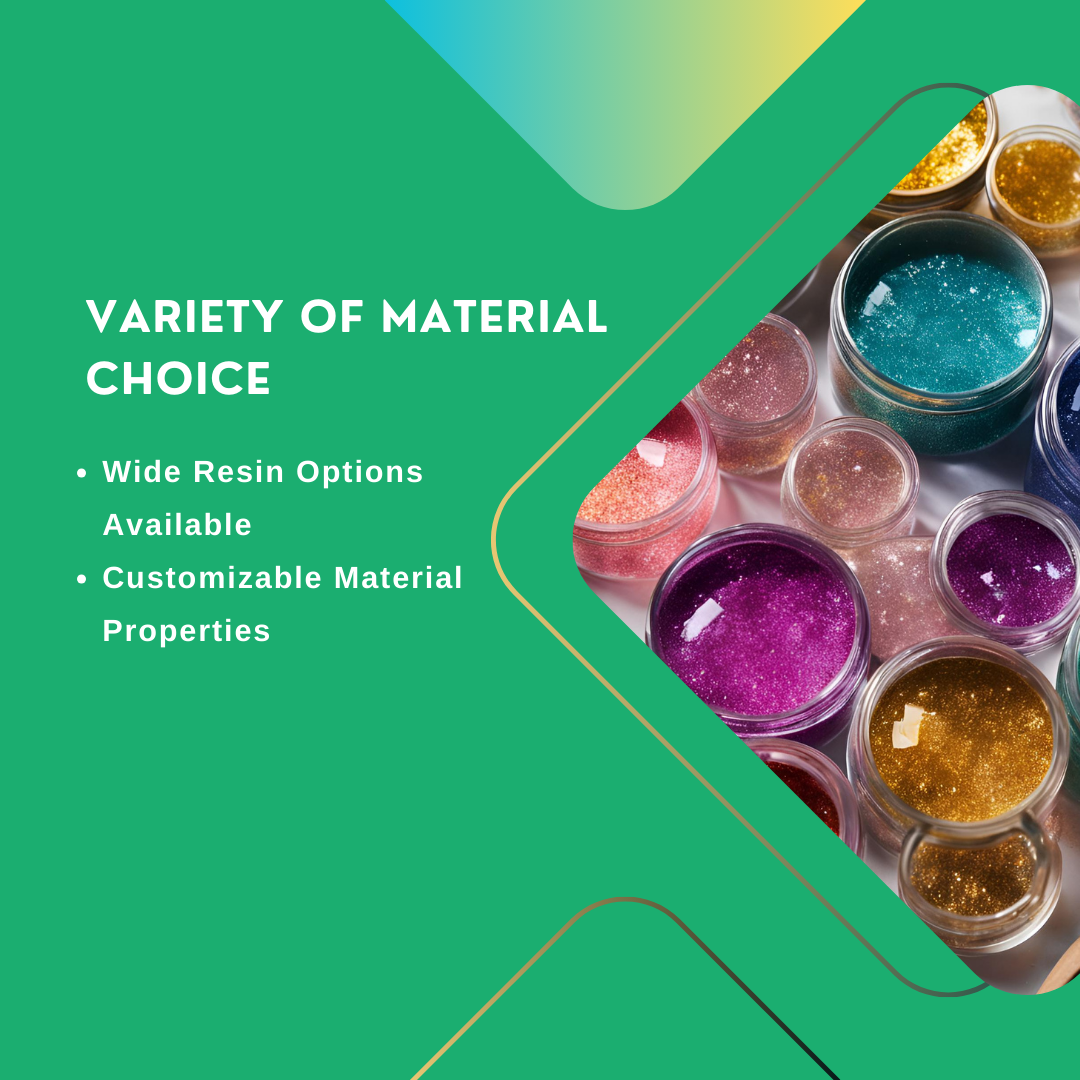 VARIETY OF MATERIAL
CHOICE
• Wide Resin Options
Available
• Customizable Material
Properties